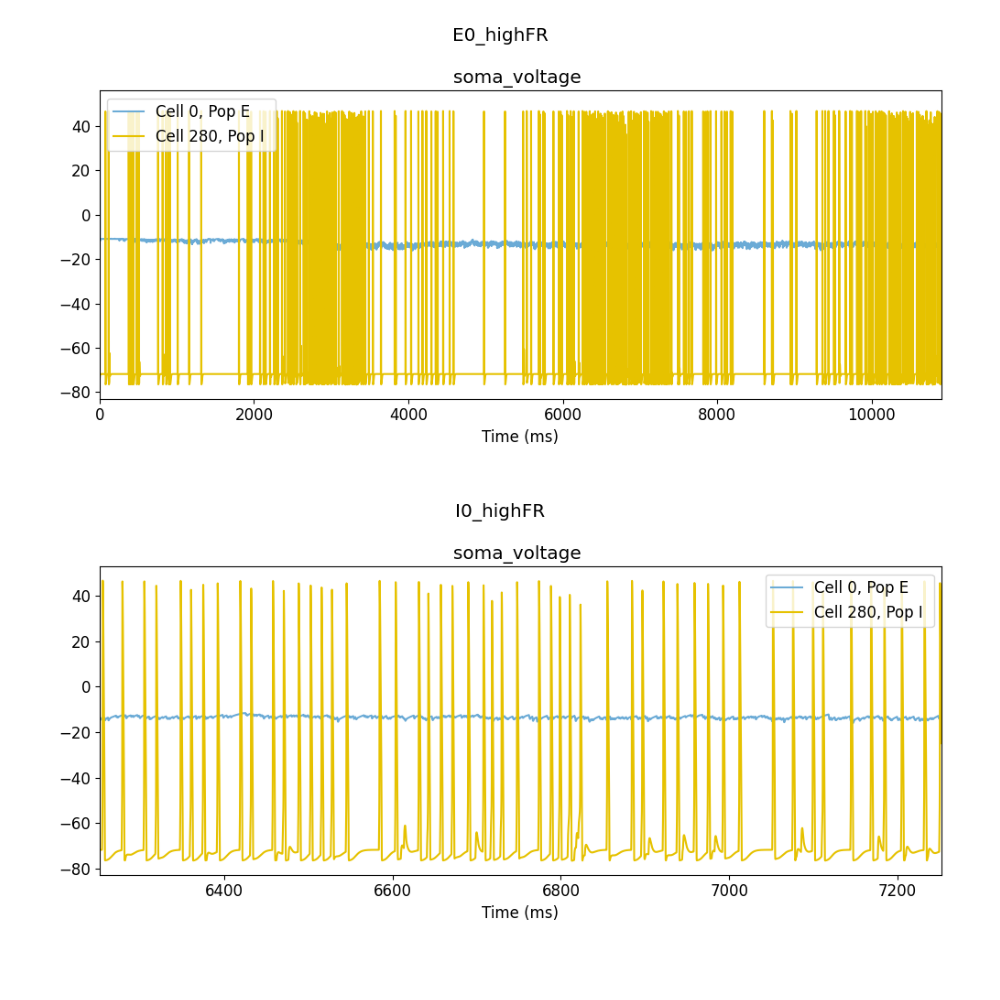 E0_highFR
soma_voltage
Cell 0, Pop E
Cell 280, Pop I
40
20
0
−20
−40
−60
−80
0 2000 4000 6000 8000 10000
Time (ms)
I0_highFR
soma_voltage
Cell 0, Pop E
Cell 280, Pop I
40
20
0
−20
−40
−60
−80
6400 6600 6800 7000 7200
Time (ms)